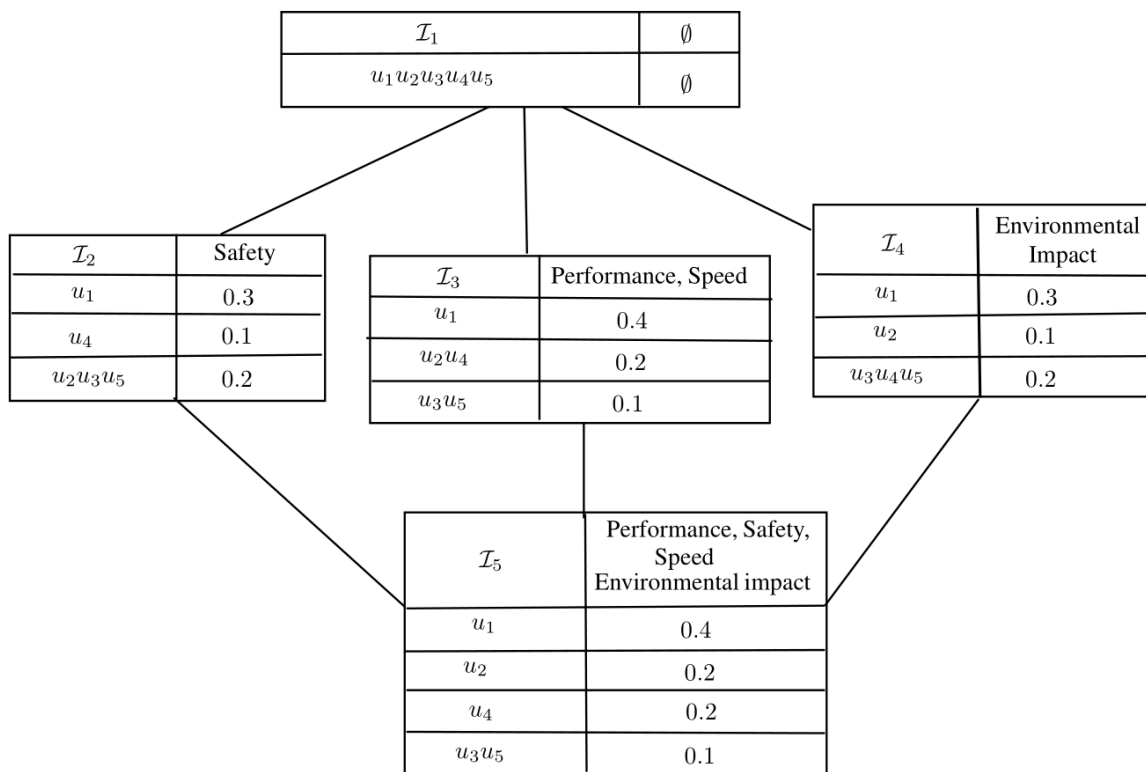 𝓘₁ ∅
u₁u₂u₃u₄u₅ ∅
𝓘₂ Safety
u₁ 0.3
u₄ 0.1
u₂u₃u₅ 0.2
𝓘₃ Performance, Speed
u₁ 0.4
u₂u₄ 0.2
u₃u₅ 0.1
𝓘₄ Environmental
Impact
u₁ 0.3
u₂ 0.1
u₃u₄u₅ 0.2
𝓘₅ Performance, Safety,
Speed
Environmental impact
u₁ 0.4
u₂ 0.2
u₄ 0.2
u₃u₅ 0.1